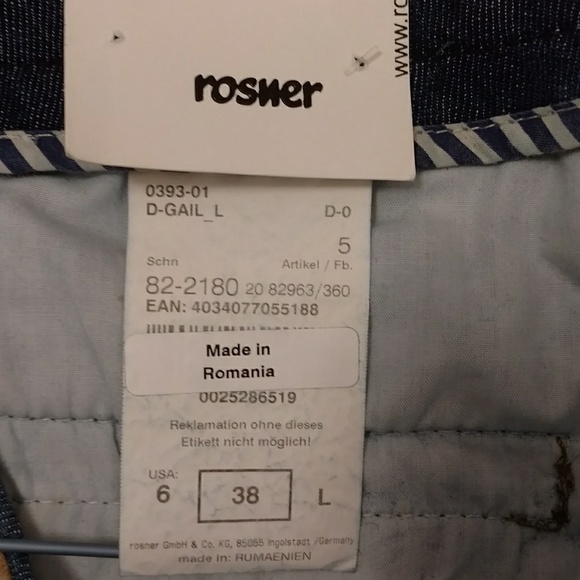 rosner
www.ro
0393-01
D-GAIL_L D-0
5
Schn Artikel / Fb.
82-2180 20 82963/360
EAN: 4034077055188
Made in
Romania
0025286519
Reklamation ohne dieses
Etikett nicht möglich!
USA:
6 38 L
rosner GmbH & Co. KG, 85055 Ingolstadt /Germany
made in: RUMAENIEN